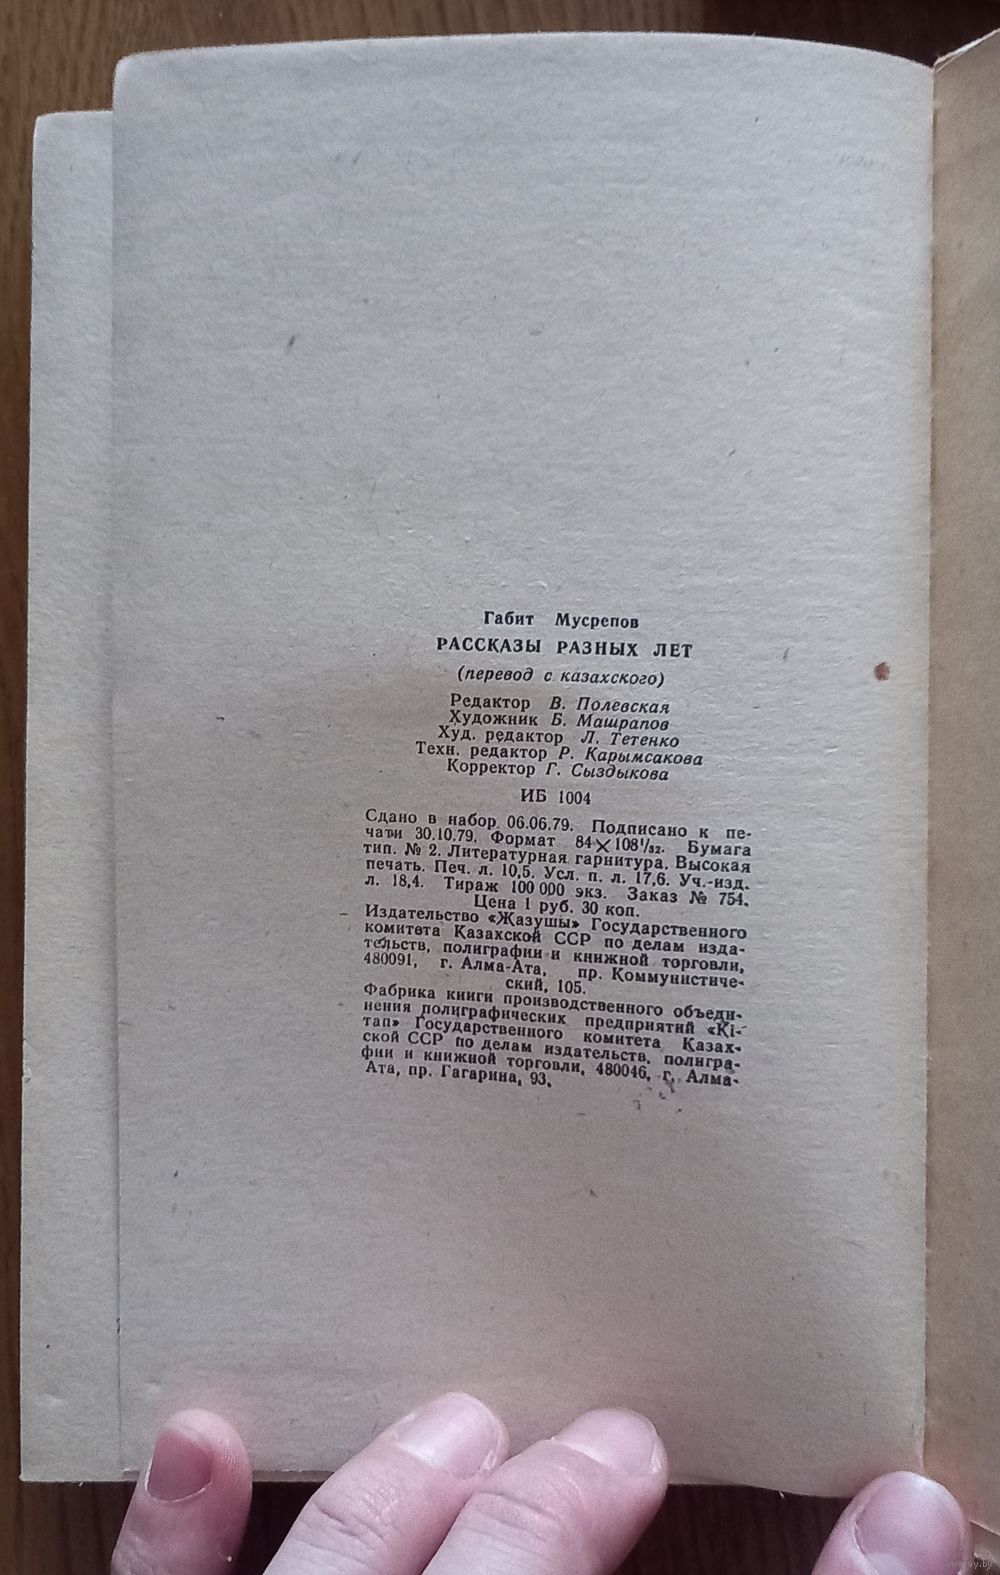 Габит Мусрепов
РАССКАЗЫ РАЗНЫХ ЛЕТ
(перевод с казахского)
Редактор В. Полевская
Художник Б. Машрапов
Худ. редактор Л. Тетенко
Техн. редактор Р. Карымсакова
Корректор Г. Сыздыкова
ИБ 1004
Сдано в набор 06.06.79. Подписано к пе-
чати 30.10.79. Формат 84×108¹/₃₂. Бумага
тип. № 2. Литературная гарнитура. Высокая
печать. Печ. л. 10,5. Усл. п. л. 17,6. Уч.-изд.
л. 18,4. Тираж 100 000 экз. Заказ № 754.
Цена 1 руб. 30 коп.
Издательство «Жазушы» Государственного
комитета Казахской ССР по делам изда-
тельств, полиграфии и книжной торговли,
480091, г. Алма-Ата, пр. Коммунистиче-
ский, 105.
Фабрика книги производственного объеди-
нения полиграфических предприятий «Кі-
тап» Государственного комитета Казах-
ской ССР по делам издательств, полигра-
фии и книжной торговли, 480046, г. Алма-
Ата, пр. Гагарина, 93.
www.ay.by